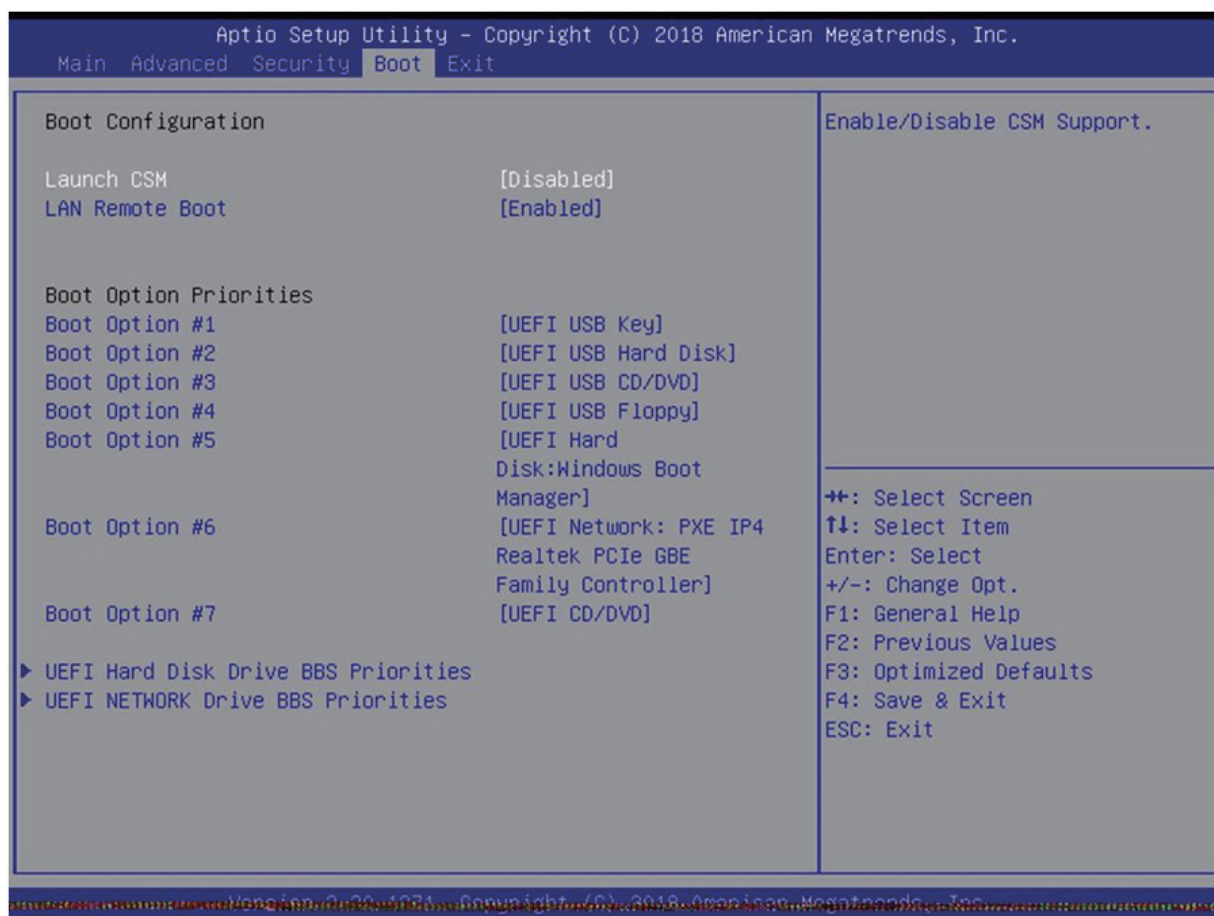 Aptio Setup Utility – Copyright (C) 2018 American Megatrends, Inc.
Main Advanced Security Boot Exit
Boot Configuration
Launch CSM [Disabled]
LAN Remote Boot [Enabled]
Boot Option Priorities
Boot Option #1 [UEFI USB Key]
Boot Option #2 [UEFI USB Hard Disk]
Boot Option #3 [UEFI USB CD/DVD]
Boot Option #4 [UEFI USB Floppy]
Boot Option #5 [UEFI Hard
Disk:Windows Boot
Manager]
Boot Option #6 [UEFI Network: PXE IP4
Realtek PCIe GBE
Family Controller]
Boot Option #7 [UEFI CD/DVD]
UEFI Hard Disk Drive BBS Priorities
UEFI NETWORK Drive BBS Priorities
Enable/Disable CSM Support.
→←: Select Screen
↑↓: Select Item
Enter: Select
+/-: Change Opt.
F1: General Help
F2: Previous Values
F3: Optimized Defaults
F4: Save & Exit
ESC: Exit
Version Copyright (C) 2018 American Megatrends, Inc.